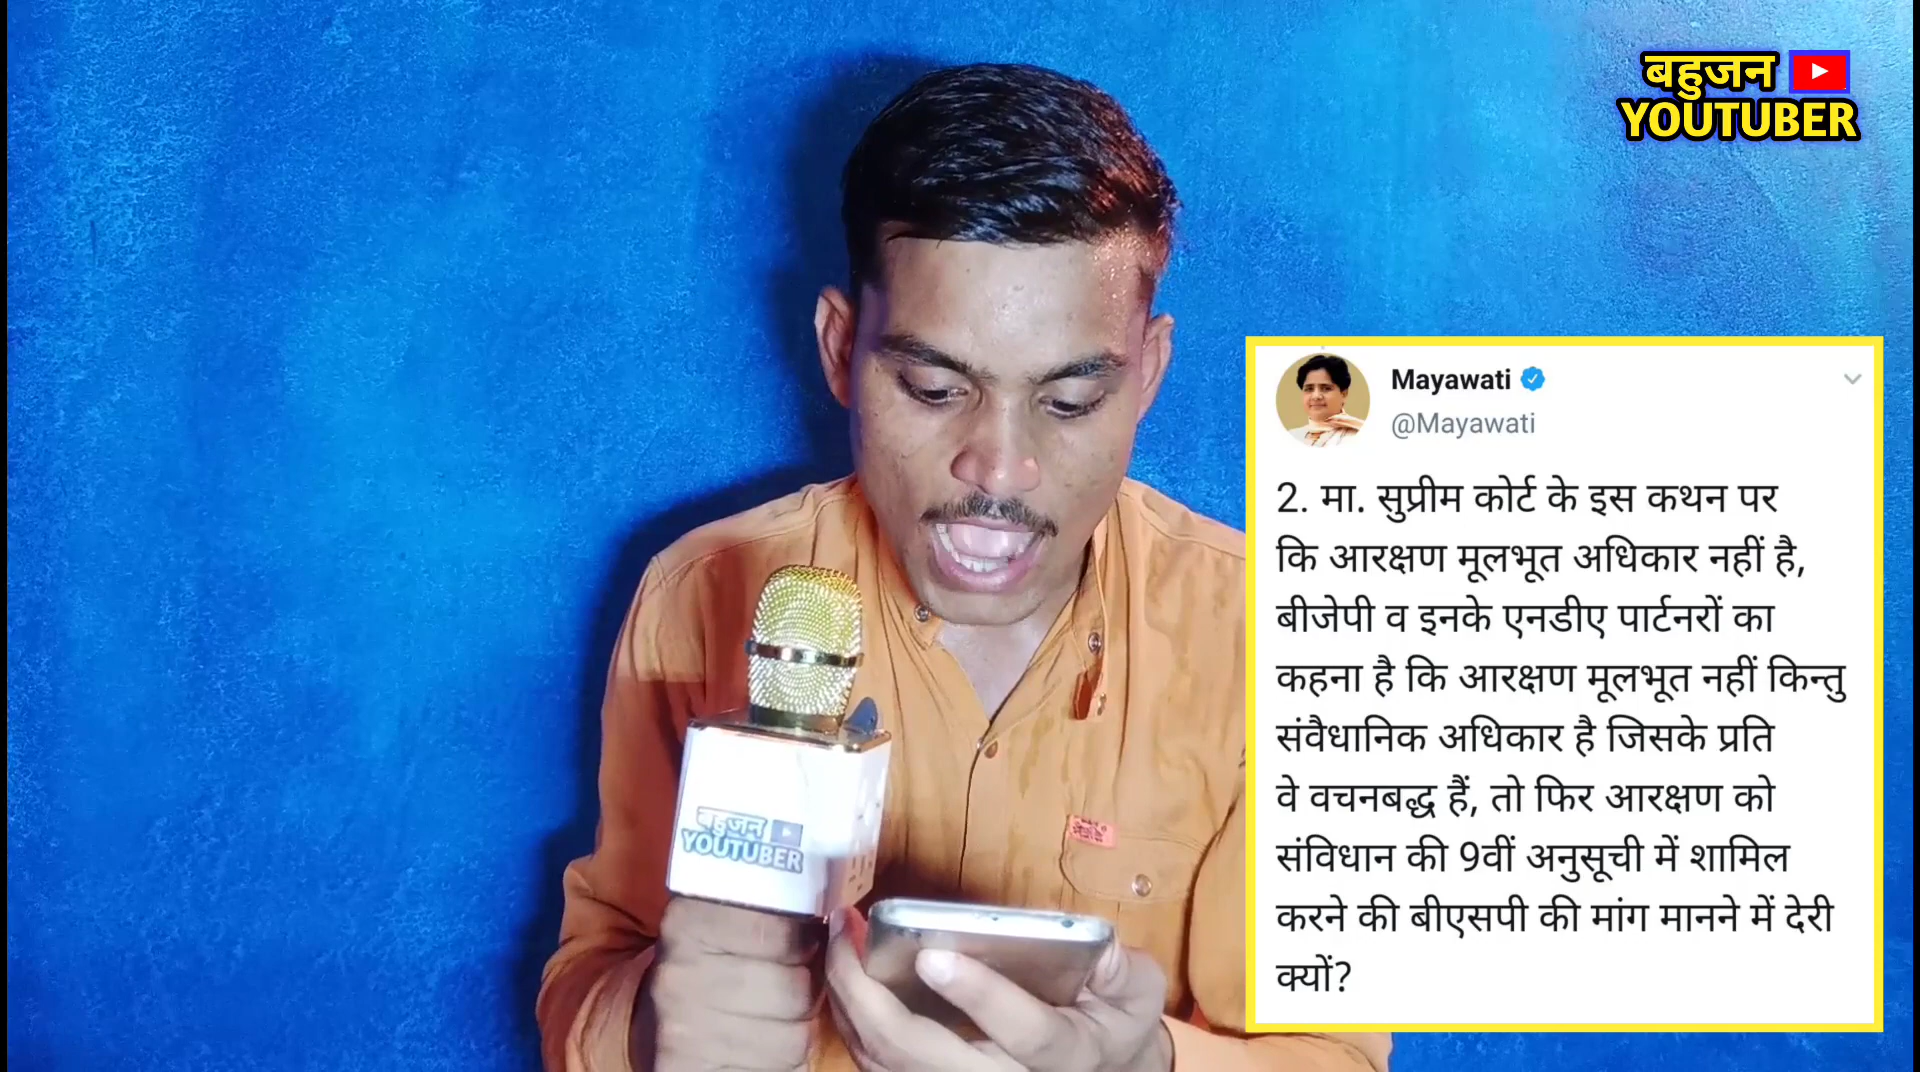 बहुजन
YOUTUBER
Mayawati
@Mayawati
2. मा. सुप्रीम कोर्ट के इस कथन पर
कि आरक्षण मूलभूत अधिकार नहीं है,
बीजेपी व इनके एनडीए पार्टनरों का
कहना है कि आरक्षण मूलभूत नहीं किन्तु
संवैधानिक अधिकार है जिसके प्रति
वे वचनबद्ध हैं, तो फिर आरक्षण को
संविधान की 9वीं अनुसूची में शामिल
करने की बीएसपी की मांग मानने में देरी
क्यों?
बहुजन
YOUTUBER